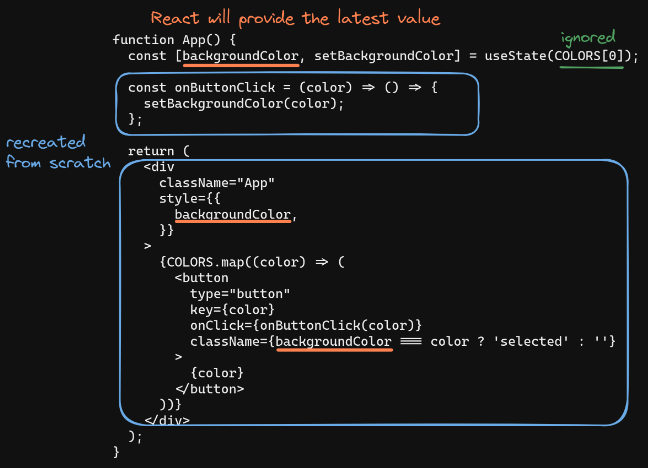 React will provide the latest value
function App() {
ignored
const [backgroundColor, setBackgroundColor] = useState(COLORS[0]);
const onButtonClick = (color) => () => {
setBackgroundColor(color);
};
recreated
from scratch
return (
<div
className="App"
style={{
backgroundColor,
}}
>
{COLORS.map((color) => (
<button
type="button"
key={color}
onClick={onButtonClick(color)}
className={backgroundColor === color ? 'selected' : ''}
>
{color}
</button>
))}
</div>
);
}